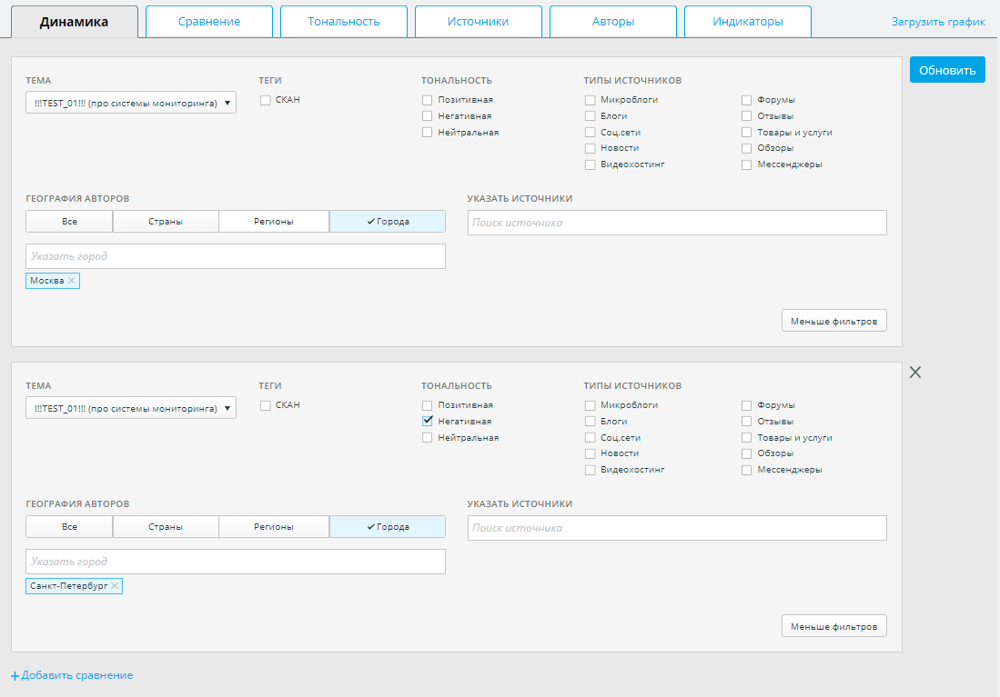 Динамика
Сравнение
Тональность
Источники
Авторы
Индикаторы
Загрузить график
Обновить
ТЕМА
!!!TEST_01!!! (про системы мониторинга)
ТЕГИ
СКАН
ТОНАЛЬНОСТЬ
Позитивная
Негативная
Нейтральная
ТИПЫ ИСТОЧНИКОВ
Микроблоги
Блоги
Соц.сети
Новости
Видеохостинг
Форумы
Отзывы
Товары и услуги
Обзоры
Мессенджеры
ГЕОГРАФИЯ АВТОРОВ
Все
Страны
Регионы
Города
Указать город
Москва
УКАЗАТЬ ИСТОЧНИКИ
Поиск источника
Меньше фильтров
ТЕМА
!!!TEST_01!!! (про системы мониторинга)
ТЕГИ
СКАН
ТОНАЛЬНОСТЬ
Позитивная
Негативная
Нейтральная
ТИПЫ ИСТОЧНИКОВ
Микроблоги
Блоги
Соц.сети
Новости
Видеохостинг
Форумы
Отзывы
Товары и услуги
Обзоры
Мессенджеры
ГЕОГРАФИЯ АВТОРОВ
Все
Страны
Регионы
Города
Указать город
Санкт-Петербург
УКАЗАТЬ ИСТОЧНИКИ
Поиск источника
Меньше фильтров
+Добавить сравнение